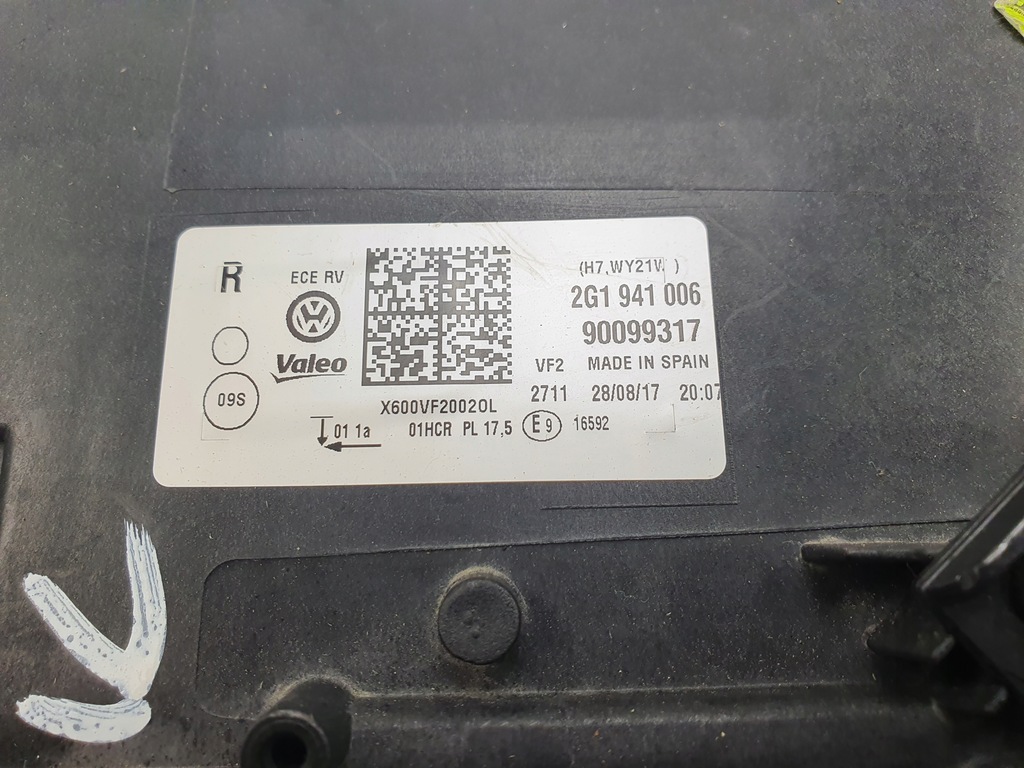 R
ECE RV
Valeo
09S
X600VF20020L
01 1a
01HCR PL 17,5
E9
16592
(H7,WY21W )
2G1 941 006
90099317
VF2 MADE IN SPAIN
2711 28/08/17 20:07